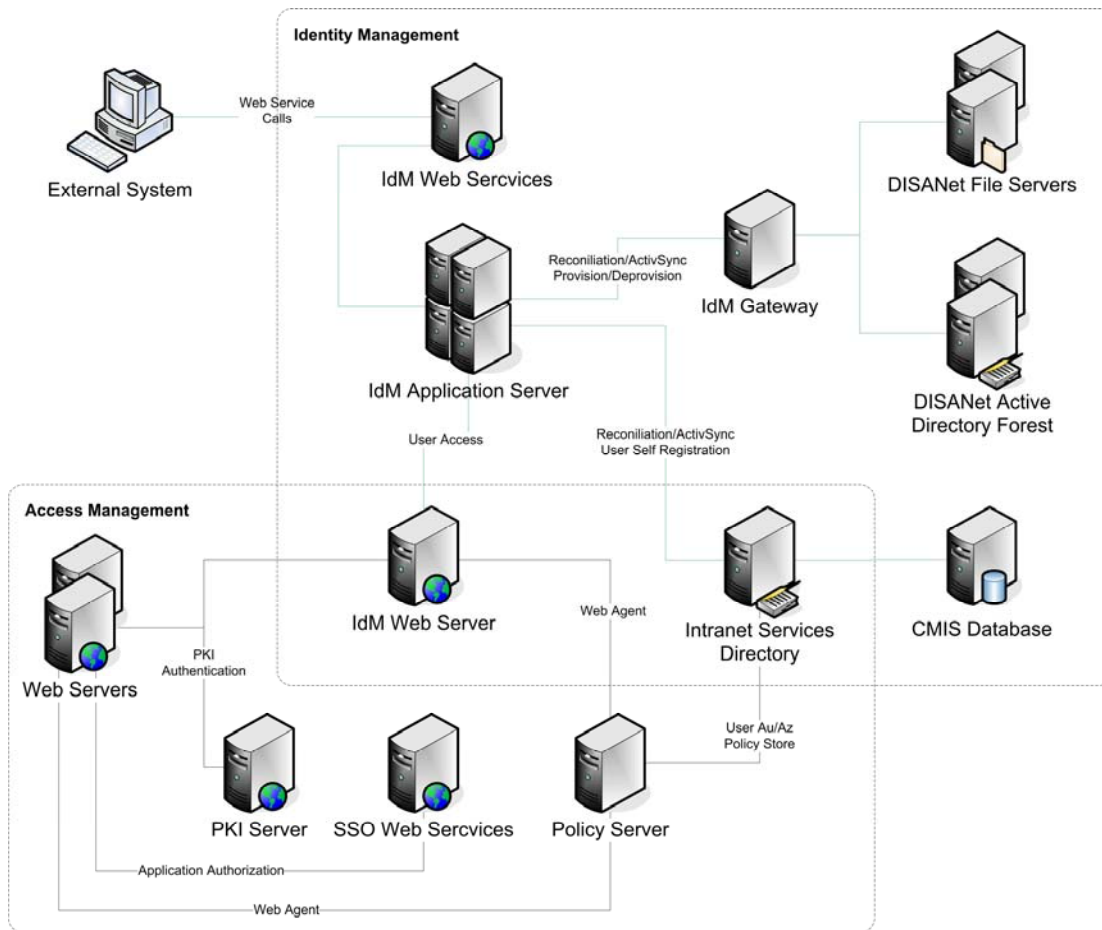 Identity Management
Web Service
Calls
External System
IdM Web Sercvices
DISANet File Servers
Reconiliation/ActivSync
Provision/Deprovision
IdM Gateway
IdM Application Server
DISANet Active
Directory Forest
User Access
Reconiliation/ActivSync
User Self Registration
Access Management
IdM Web Server
Web Agent
Intranet Services
Directory
CMIS Database
PKI
Authentication
Web Servers
User Au/Az
Policy Store
PKI Server
SSO Web Sercvices
Policy Server
Application Authorization
Web Agent